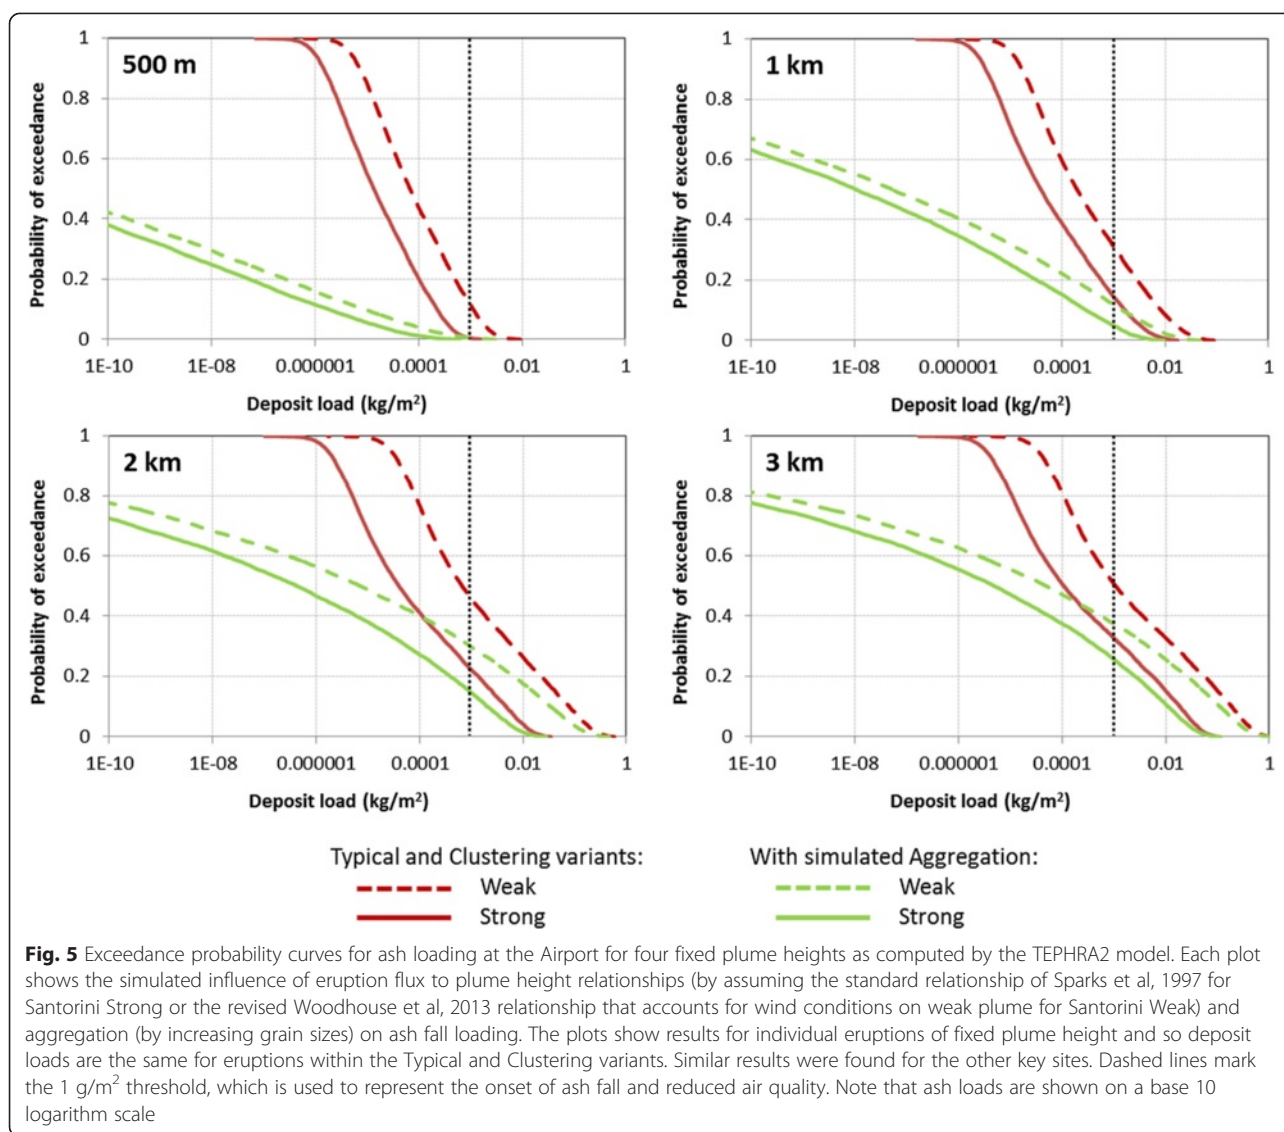 500 m
1 km
Probability of exceedance
1
0.8
0.6
0.4
0.2
0
1E-10 1E-08 0.000001 0.0001 0.01 1
Deposit load (kg/m²)
Probability of exceedance
1
0.8
0.6
0.4
0.2
0
1E-10 1E-08 0.000001 0.0001 0.01 1
Deposit load (kg/m²)
2 km
3 km
Probability of exceedance
1
0.8
0.6
0.4
0.2
0
1E-10 1E-08 0.000001 0.0001 0.01 1
Deposit load (kg/m²)
Probability of exceedance
1
0.8
0.6
0.4
0.2
0
1E-10 1E-08 0.000001 0.0001 0.01 1
Deposit load (kg/m²)
Typical and Clustering variants:
Weak
Strong
With simulated Aggregation:
Weak
Strong
Fig. 5 Exceedance probability curves for ash loading at the Airport for four fixed plume heights as computed by the TEPHRA2 model. Each plot
shows the simulated influence of eruption flux to plume height relationships (by assuming the standard relationship of Sparks et al, 1997 for
Santorini Strong or the revised Woodhouse et al, 2013 relationship that accounts for wind conditions on weak plume for Santorini Weak) and
aggregation (by increasing grain sizes) on ash fall loading. The plots show results for individual eruptions of fixed plume height and so deposit
loads are the same for eruptions within the Typical and Clustering variants. Similar results were found for the other key sites. Dashed lines mark
the 1 g/m² threshold, which is used to represent the onset of ash fall and reduced air quality. Note that ash loads are shown on a base 10
logarithm scale